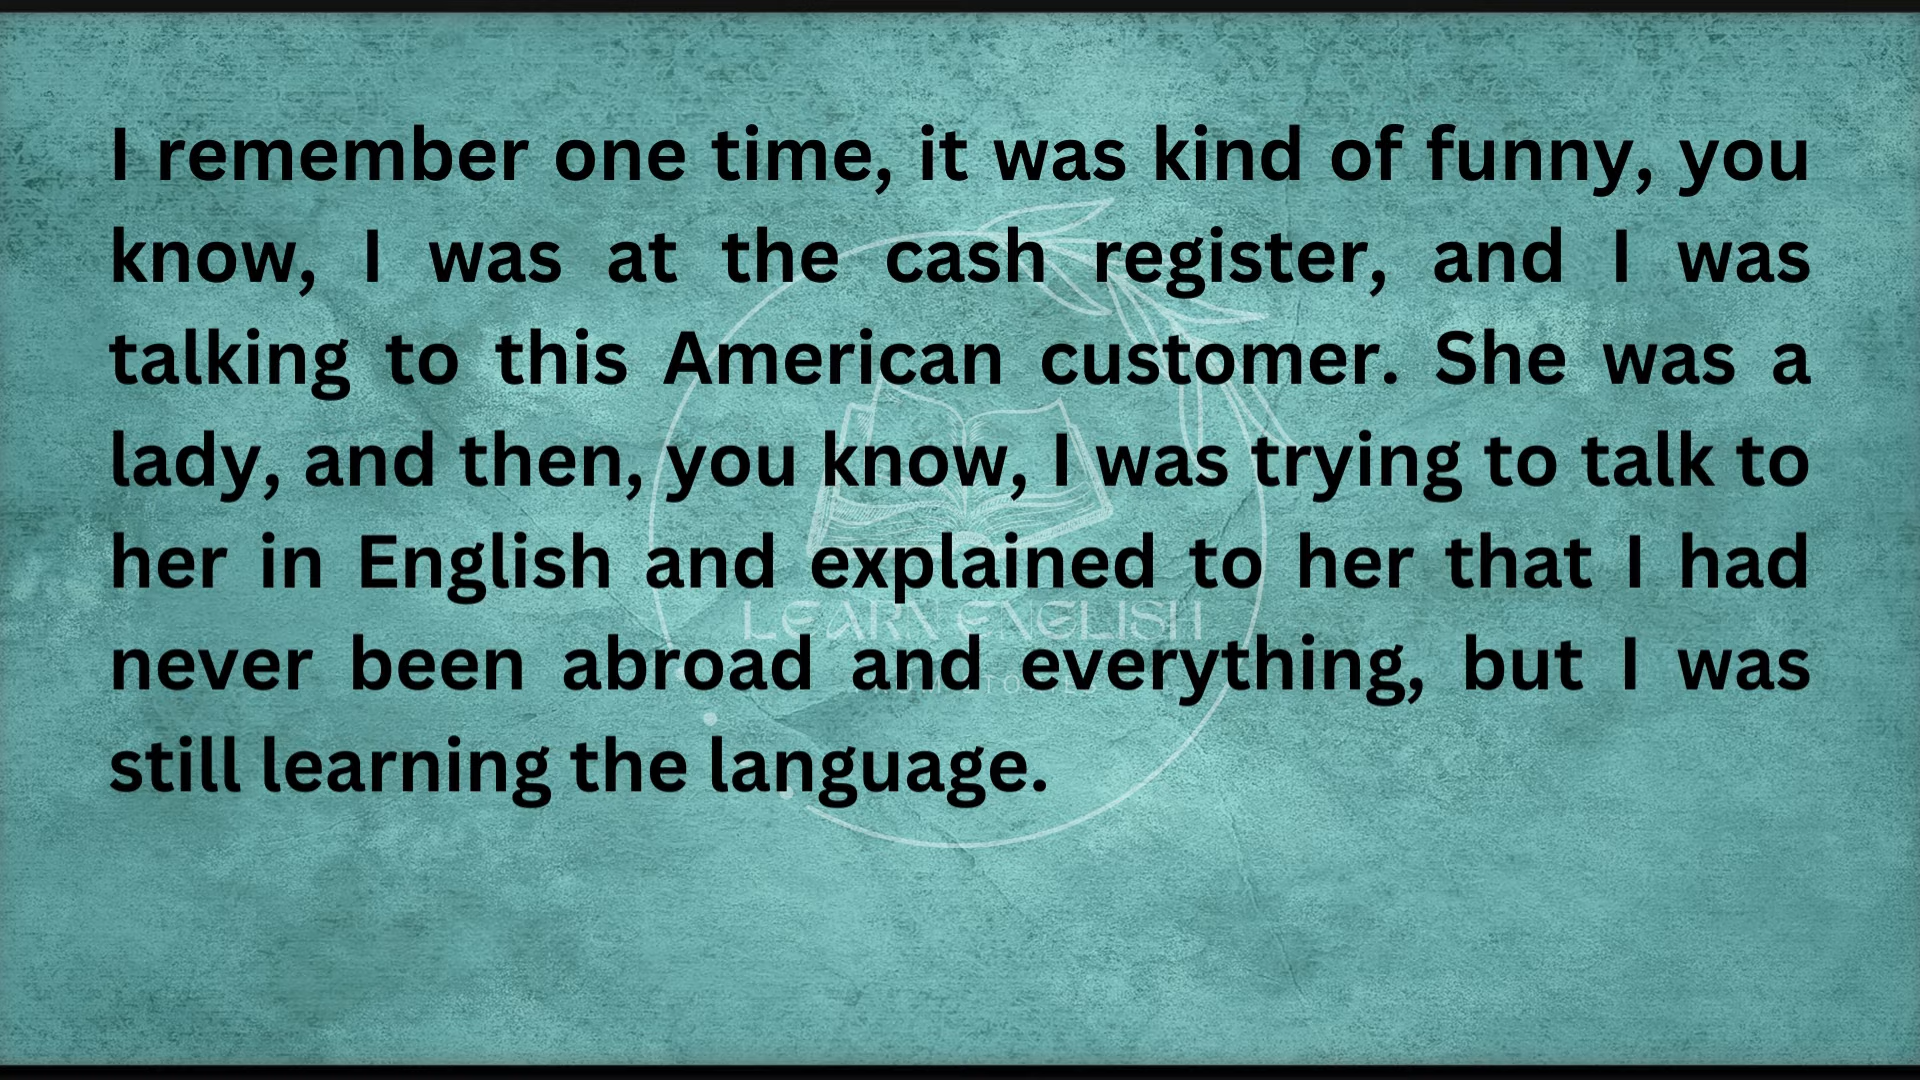 I remember one time, it was kind of funny, you
know, I was at the cash register, and I was
talking to this American customer. She was a
lady, and then, you know, I was trying to talk to
her in English and explained to her that I had
never been abroad and everything, but I was
still learning the language.
LEARN ENGLISH